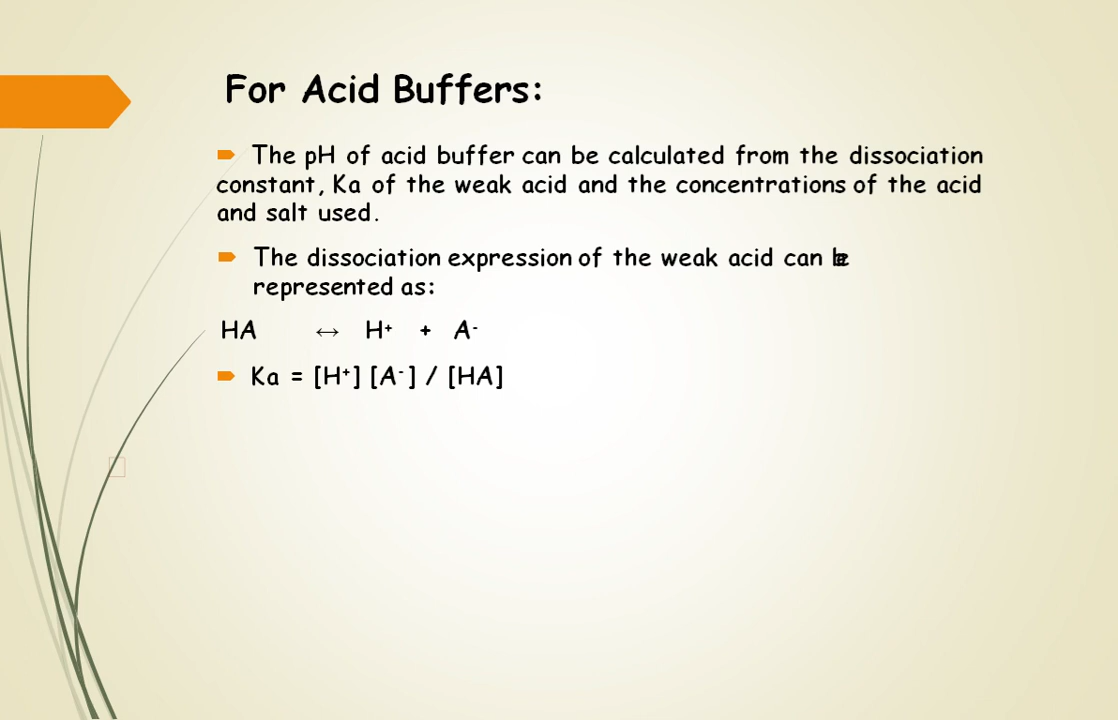 For Acid Buffers:
The pH of acid buffer can be calculated from the dissociation
constant, Ka of the weak acid and the concentrations of the acid
and salt used.
The dissociation expression of the weak acid can be
represented as:
HA ↔ H⁺ + A⁻
Ka = [H⁺] [A⁻] / [HA]